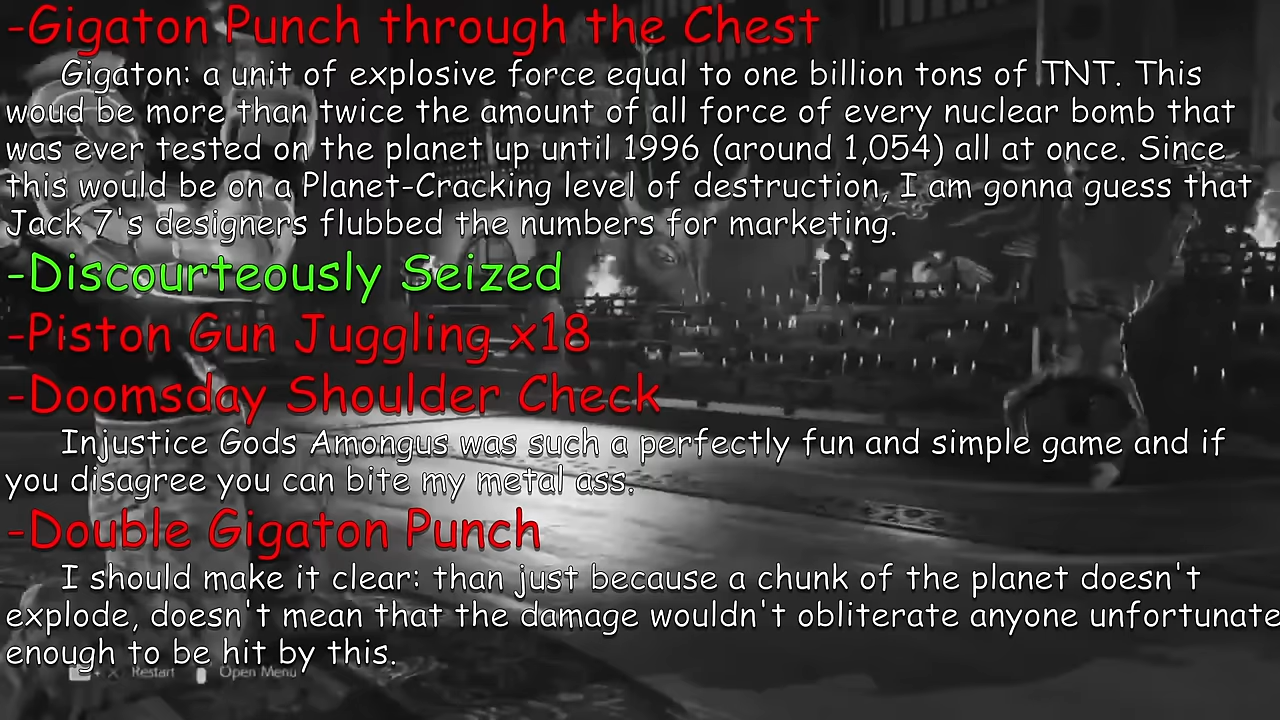 -Gigaton Punch through the Chest
Gigaton: a unit of explosive force equal to one billion tons of TNT. This
woud be more than twice the amount of all force of every nuclear bomb that
was ever tested on the planet up until 1996 (around 1,054) all at once. Since
this would be on a Planet-Cracking level of destruction, I am gonna guess that
Jack 7's designers flubbed the numbers for marketing.
-Discourteously Seized
-Piston Gun Juggling x18
-Doomsday Shoulder Check
Injustice Gods Amongus was such a perfectly fun and simple game and if
you disagree you can bite my metal ass.
-Double Gigaton Punch
I should make it clear: than just because a chunk of the planet doesn't
explode, doesn't mean that the damage wouldn't obliterate anyone unfortunate
enough to be hit by this.
+ X Restart Open Menu